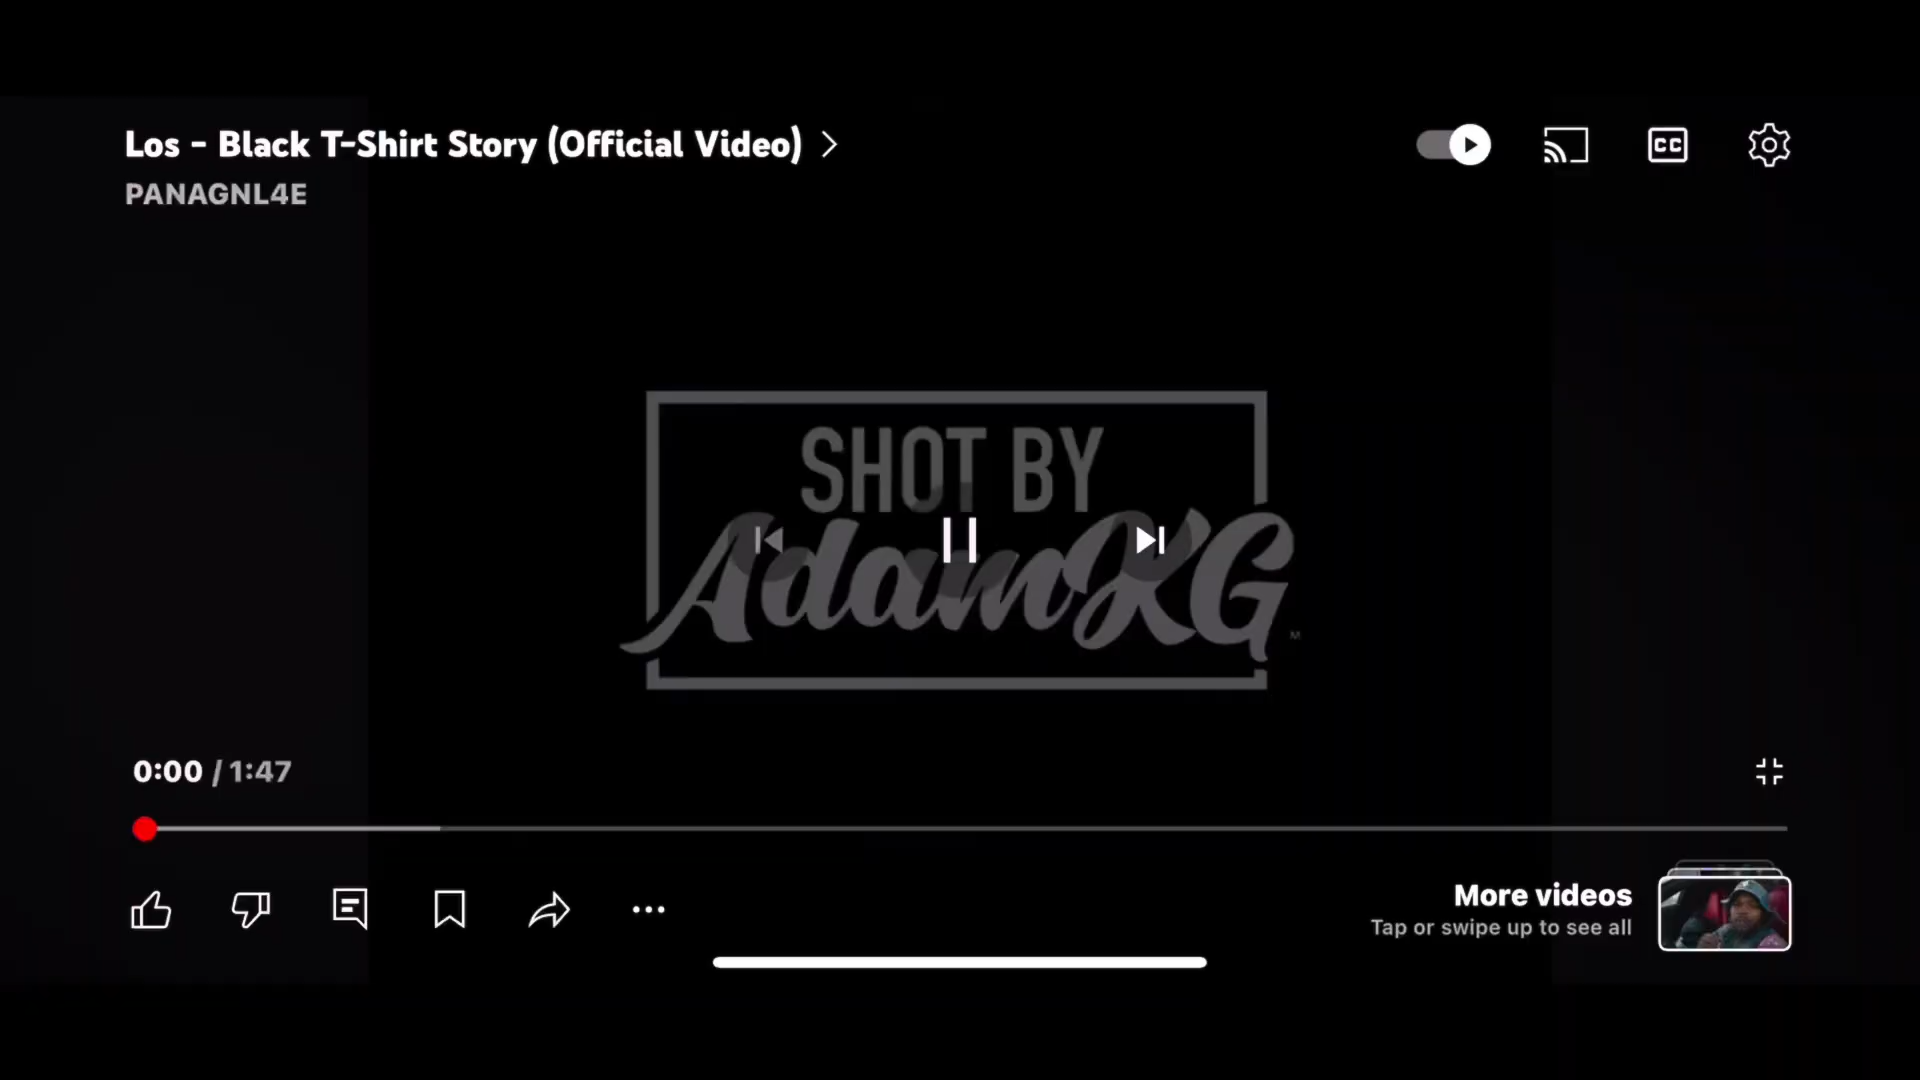 Los - Black T-Shirt Story (Official Video)
PANAGNL4E
CC
SHOT BY
AdamKG
0:00 / 1:47
More videos
Tap or swipe up to see all